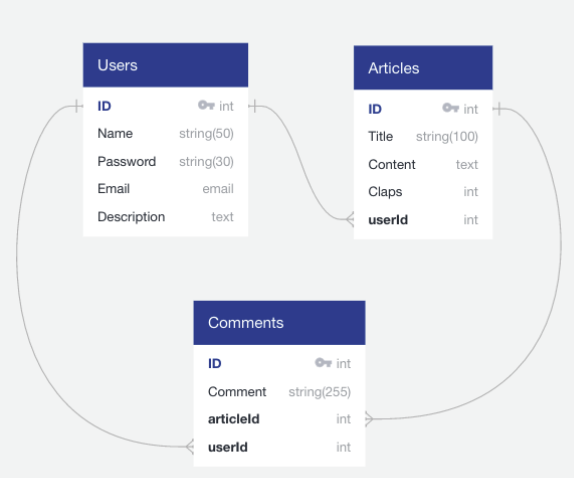 Users
ID int
Name string(50)
Password string(30)
Email email
Description text
Articles
ID int
Title string(100)
Content text
Claps int
userId int
Comments
ID int
Comment string(255)
articleId int
userId int